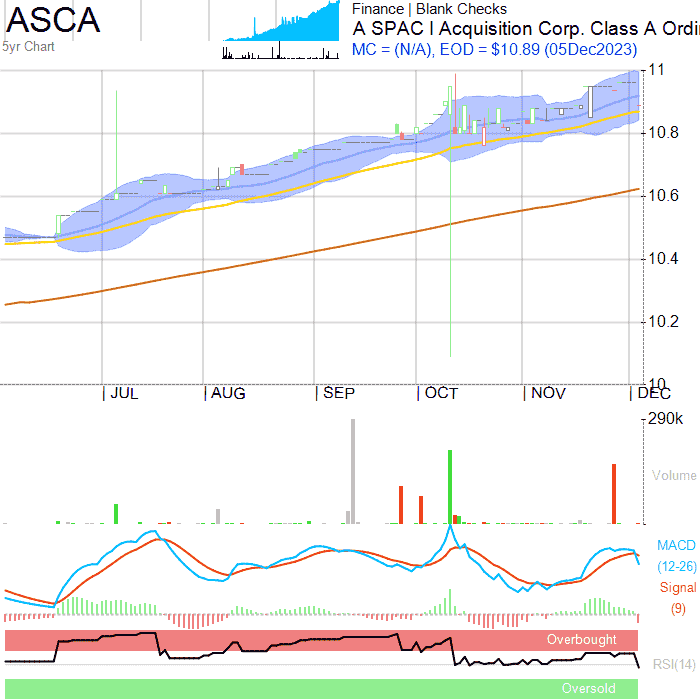 ASCA
5yr Chart
Finance | Blank Checks
A SPAC I Acquisition Corp. Class A Ordi
MC = (N/A), EOD = $10.89 (05Dec2023)
11
10.8
10.6
10.4
10.2
10
JUL AUG SEP OCT NOV DEC
290k
Volume
MACD
(12-26)
Signal
(9)
Overbought
RSI(14)
Oversold